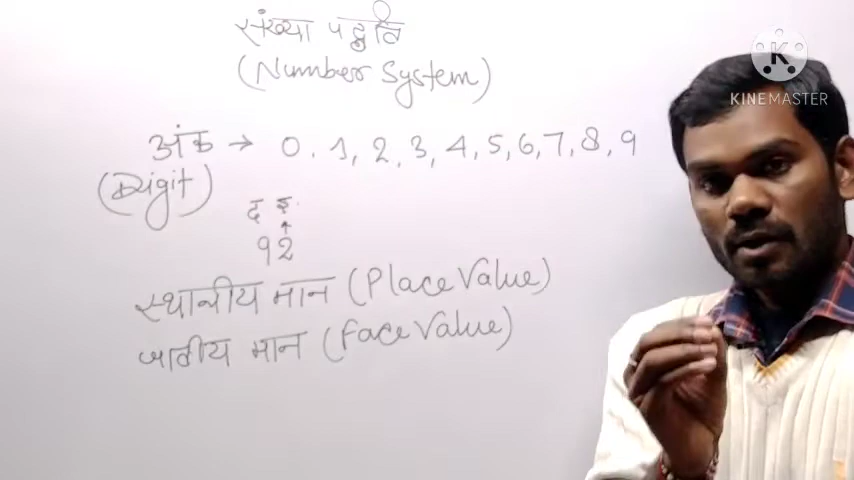 संख्या पद्धति
(Number System)
अंक → 0, 1, 2, 3, 4, 5, 6, 7, 8, 9
(Digit)
द इ.
↑
92
स्थानीय मान (Place Value)
जातीय मान (Face Value)
K
KINEMASTER